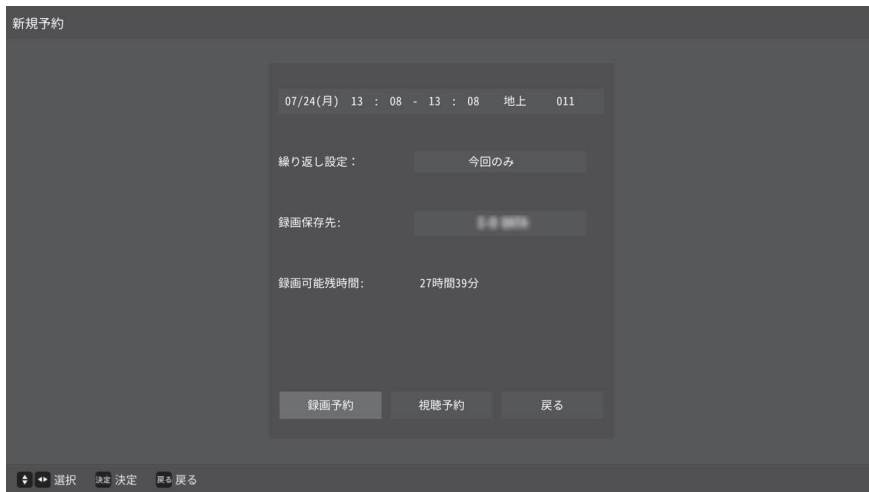 新規予約
07/24(月) 13 : 08 - 13 : 08 地上 011
繰り返し設定： 今回のみ
録画保存先:
録画可能残時間: 27時間39分
録画予約 視聴予約 戻る
選択 決定 決定 戻る 戻る